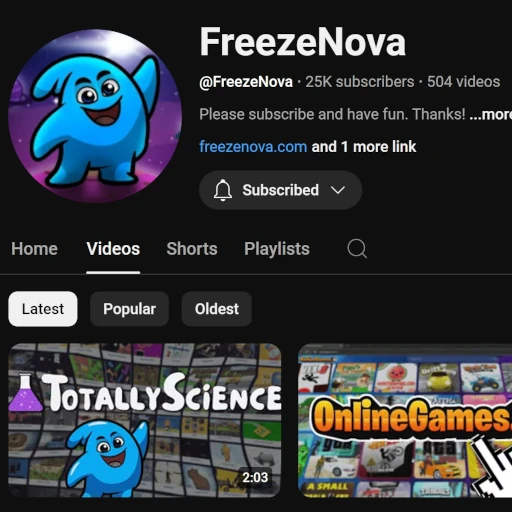 FreezeNova
@FreezeNova · 25K subscribers · 504 videos
Please subscribe and have fun. Thanks! ...more
freezenova.com and 1 more link
Subscribed
Home Videos Shorts Playlists
Latest Popular Oldest
TOTALLYSCIENCE
2:03
OnlineGames.
A SMALL